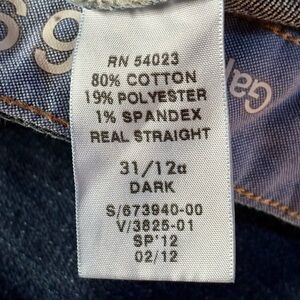 RN 54023
80% COTTON
19% POLYESTER
1% SPANDEX
REAL STRAIGHT
31/12a
DARK
S/673940-00
V/3825-01
SP'12
02/12